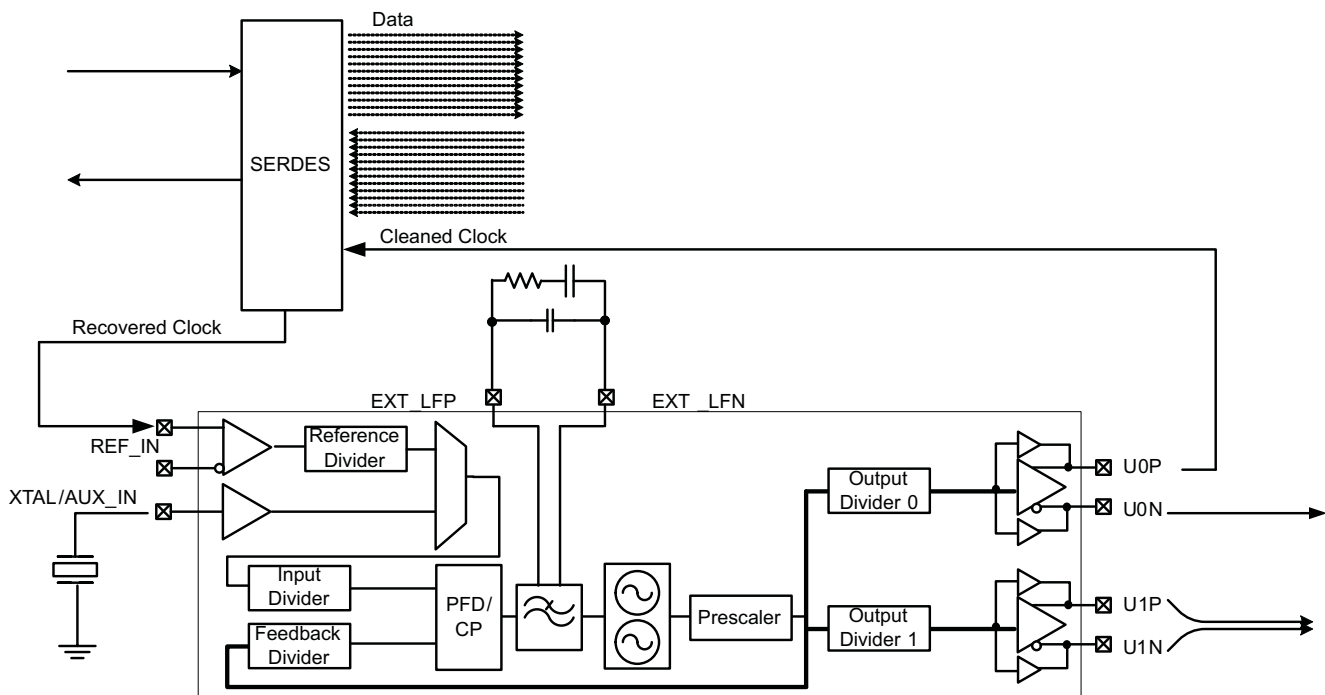 Data
SERDES
Cleaned Clock
Recovered Clock
EXT_LFP
EXT _LFN
REF_IN
Reference
Divider
XTAL/AUX_IN
Output
Divider 0
U0P
U0N
Input
Divider
PFD/
CP
Feedback
Divider
Prescaler
Output
Divider 1
U1P
U1N